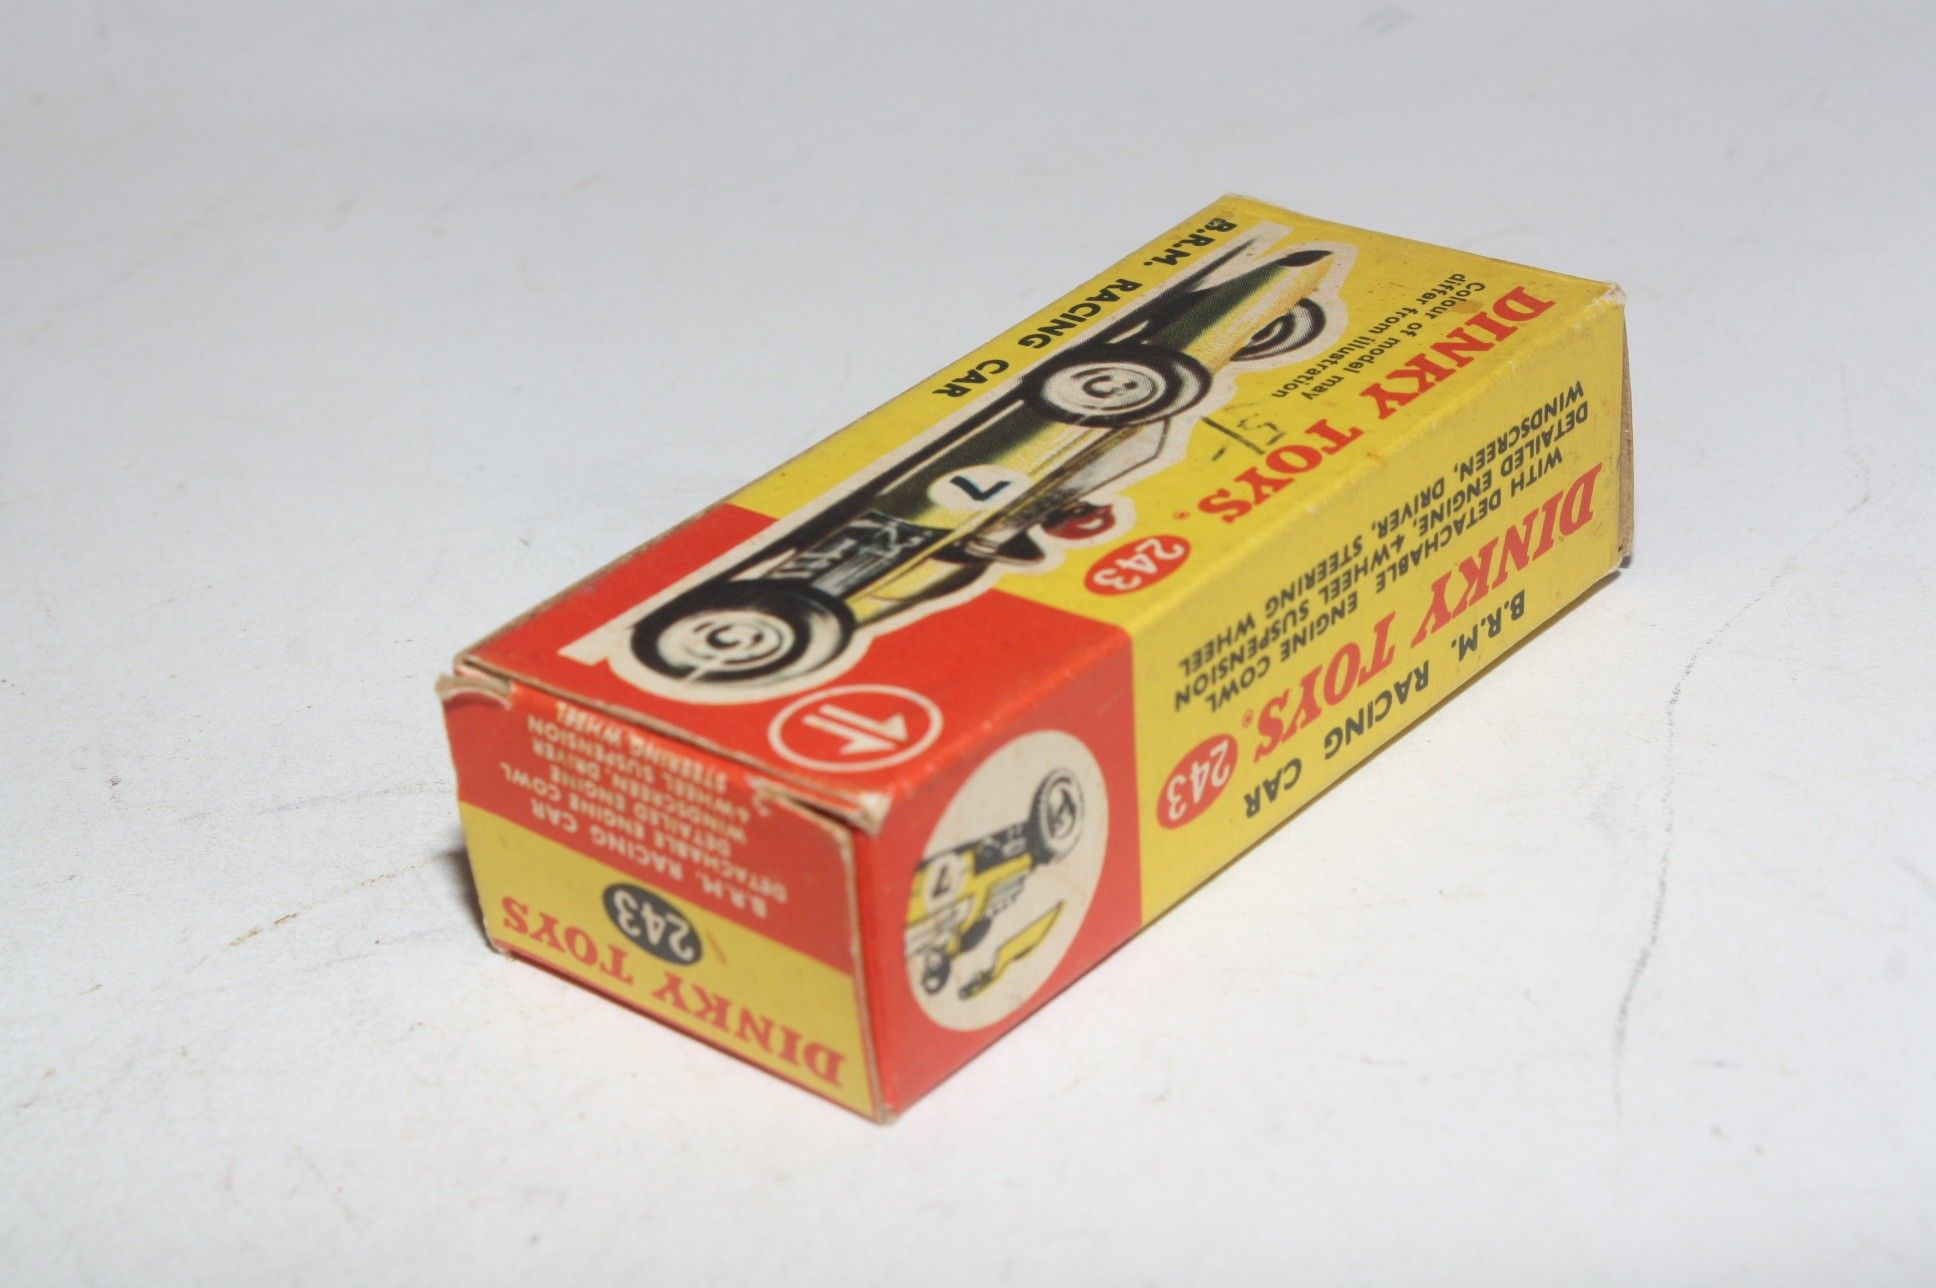 B.R.M. RACING CAR
7
Colour of model may
differ from illustration
DINKY TOYS®
243
DINKY TOYS®
243
WITH DETACHABLE ENGINE COWL
DETAILED ENGINE, 4 WHEEL SUSPENSION
WINDSCREEN, DRIVER, STEERING WHEEL
B.R.M. RACING CAR
7
DINKY TOYS
243
B.R.M. RACING CAR
DETACHABLE ENGINE COWL
DETAILED ENGINE
WINDSCREEN, DRIVER
4 WHEEL SUSPENSION
STEERING WHEEL